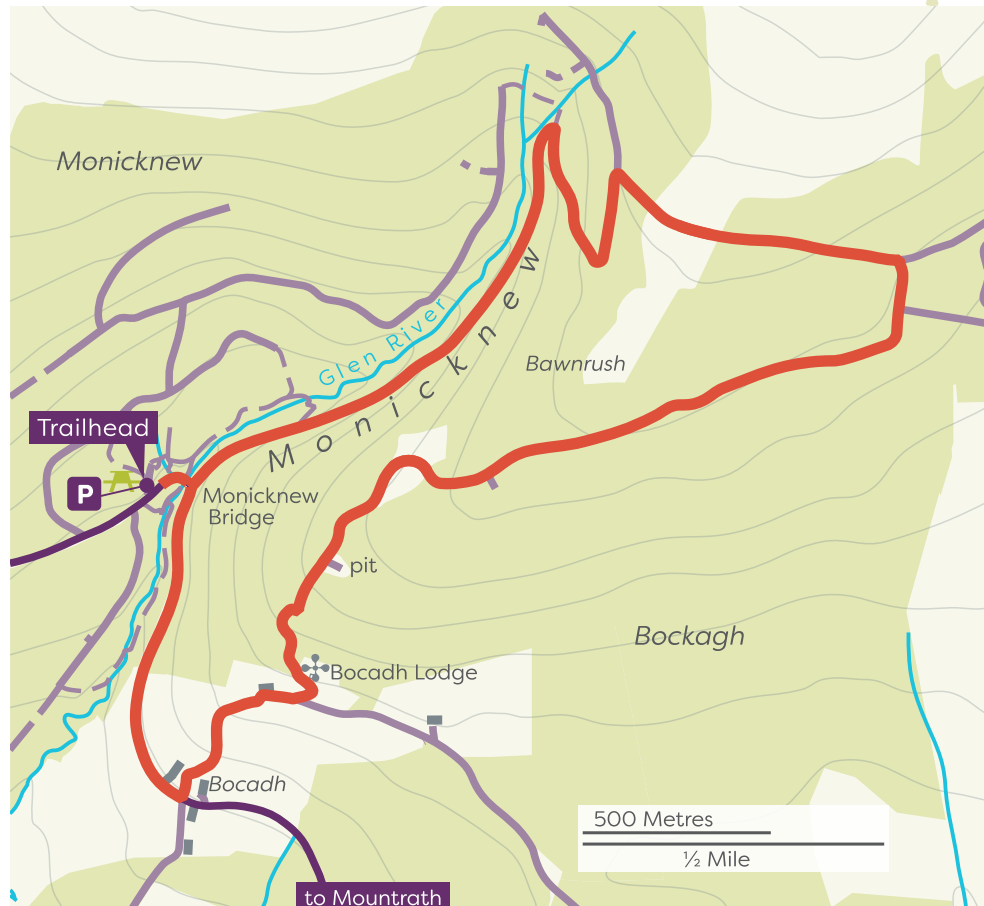 Monicknew
Glen River
Monicknew
Bawnrush
Trailhead
P
Monicknew
Bridge
pit
Bockagh
Bocadh Lodge
Bocadh
500 Metres
½ Mile
to Mountrath